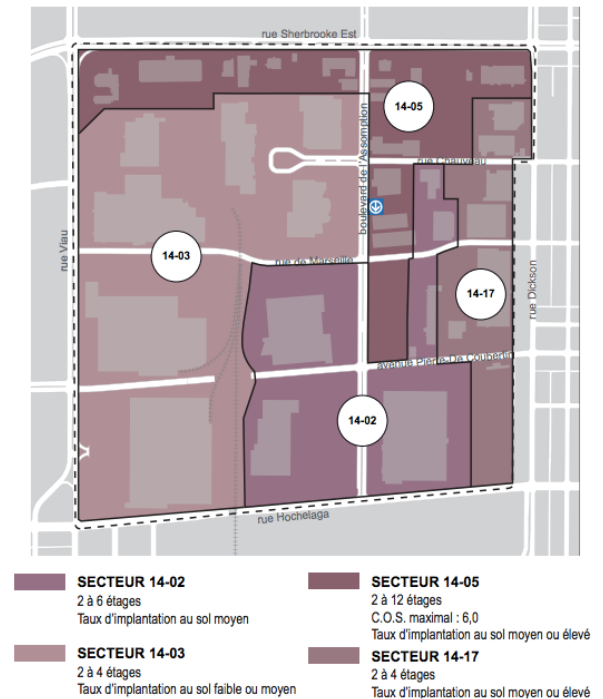 rue Sherbrooke Est
14-05
boulevard de l'Assomption
rue Chauveau
rue Viau
14-03
rue de Marseille
14-17
rue Dickson
avenue Pierre-De Coubertin
14-02
rue Hochelaga
SECTEUR 14-02
2 à 6 étages
Taux d'implantation au sol moyen
SECTEUR 14-03
2 à 4 étages
Taux d'implantation au sol faible ou moyen
SECTEUR 14-05
2 à 12 étages
C.O.S. maximal : 6,0
Taux d'implantation au sol moyen ou élevé
SECTEUR 14-17
2 à 4 étages
Taux d'implantation au sol moyen ou élevé